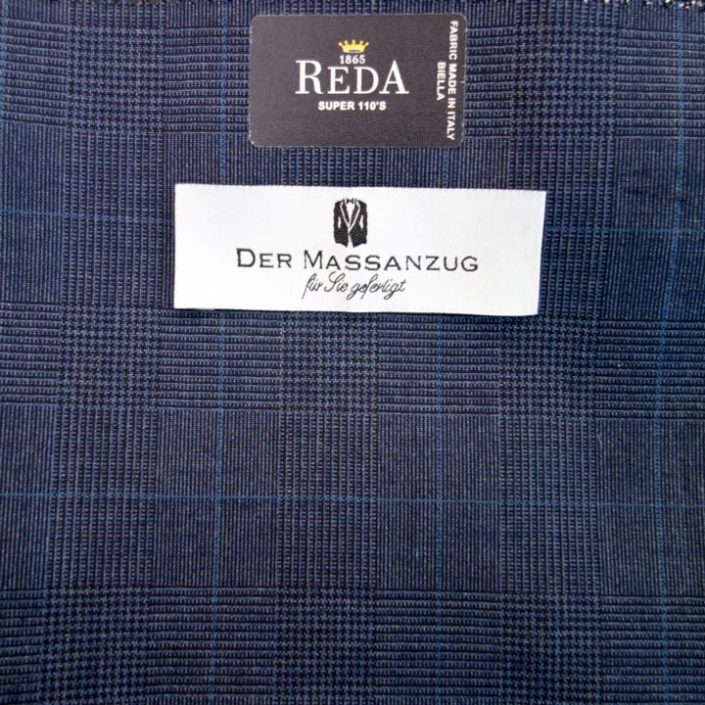 1865
REDA
SUPER 110'S
FABRIC MADE IN ITALY
BIELLA
DER MASSANZUG
für Sie gefertigt